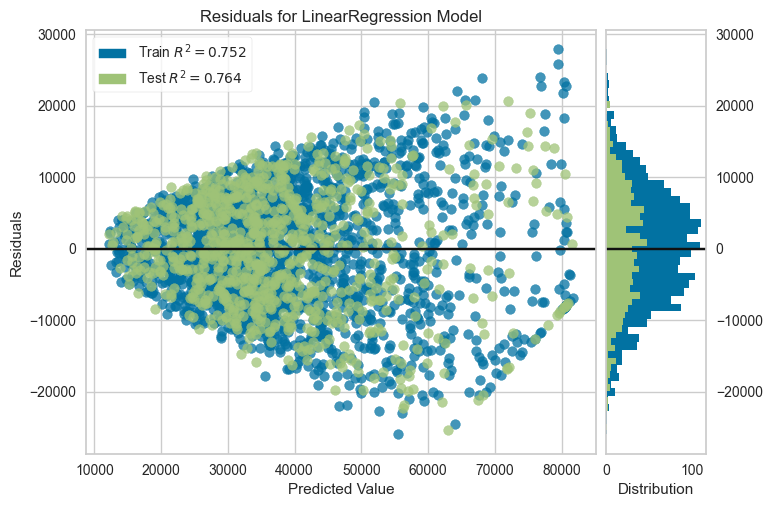 Residuals for LinearRegression Model
Train R² = 0.752
Test R² = 0.764
30000
20000
10000
0
−10000
−20000
Residuals
10000 20000 30000 40000 50000 60000 70000 80000
Predicted Value
30000
20000
10000
0
−10000
−20000
0 100
Distribution